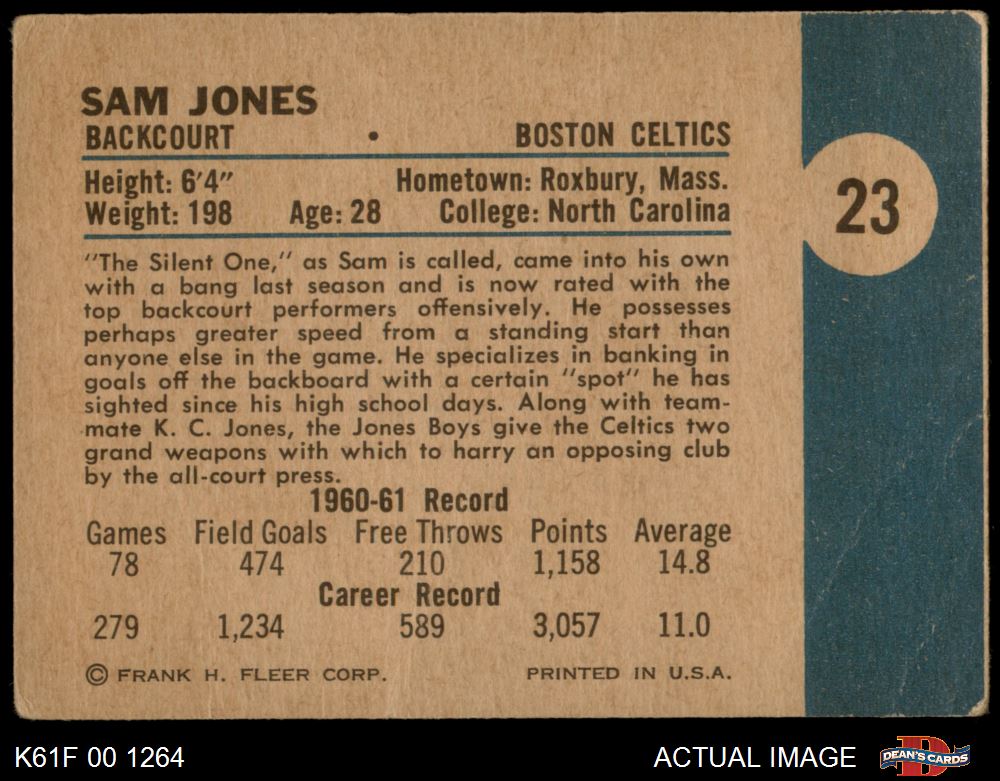 SAM JONES
BACKCOURT • BOSTON CELTICS
Height: 6'4" Hometown: Roxbury, Mass.
Weight: 198 Age: 28 College: North Carolina
23
"The Silent One," as Sam is called, came into his own
with a bang last season and is now rated with the
top backcourt performers offensively. He possesses
perhaps greater speed from a standing start than
anyone else in the game. He specializes in banking in
goals off the backboard with a certain "spot" he has
sighted since his high school days. Along with team-
mate K. C. Jones, the Jones Boys give the Celtics two
grand weapons with which to harry an opposing club
by the all-court press.
1960-61 Record
Games Field Goals Free Throws Points Average
78 474 210 1,158 14.8
Career Record
279 1,234 589 3,057 11.0
© FRANK H. FLEER CORP. PRINTED IN U.S.A.
K61F 00 1264 ACTUAL IMAGE DEAN'S CARDS